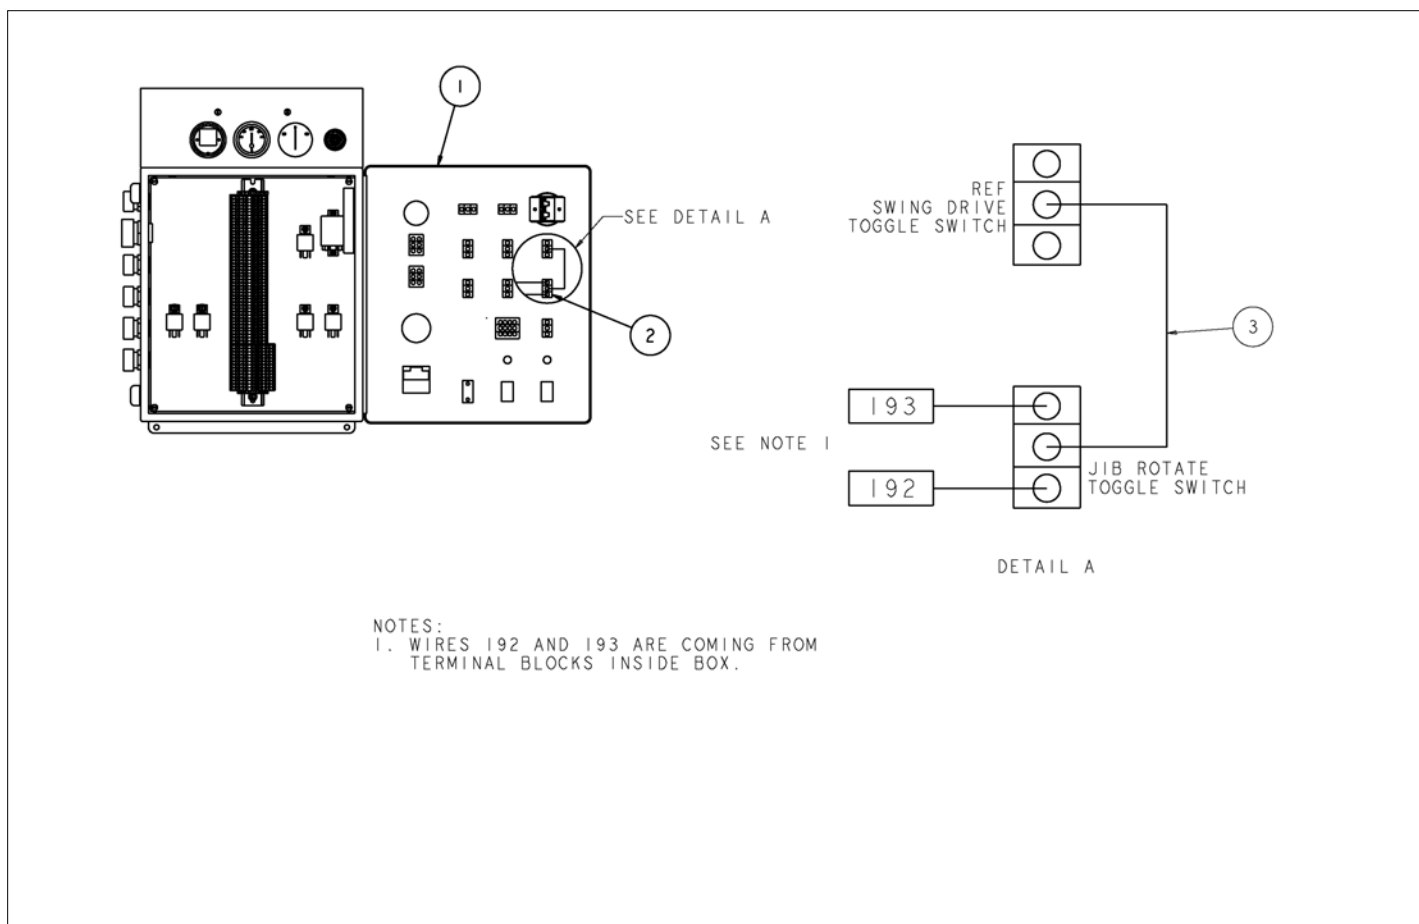 1
SEE DETAIL A
2
REF
SWING DRIVE
TOGGLE SWITCH
3
193
SEE NOTE 1
192
JIB ROTATE
TOGGLE SWITCH
DETAIL A
NOTES:
1. WIRES 192 AND 193 ARE COMING FROM
TERMINAL BLOCKS INSIDE BOX.